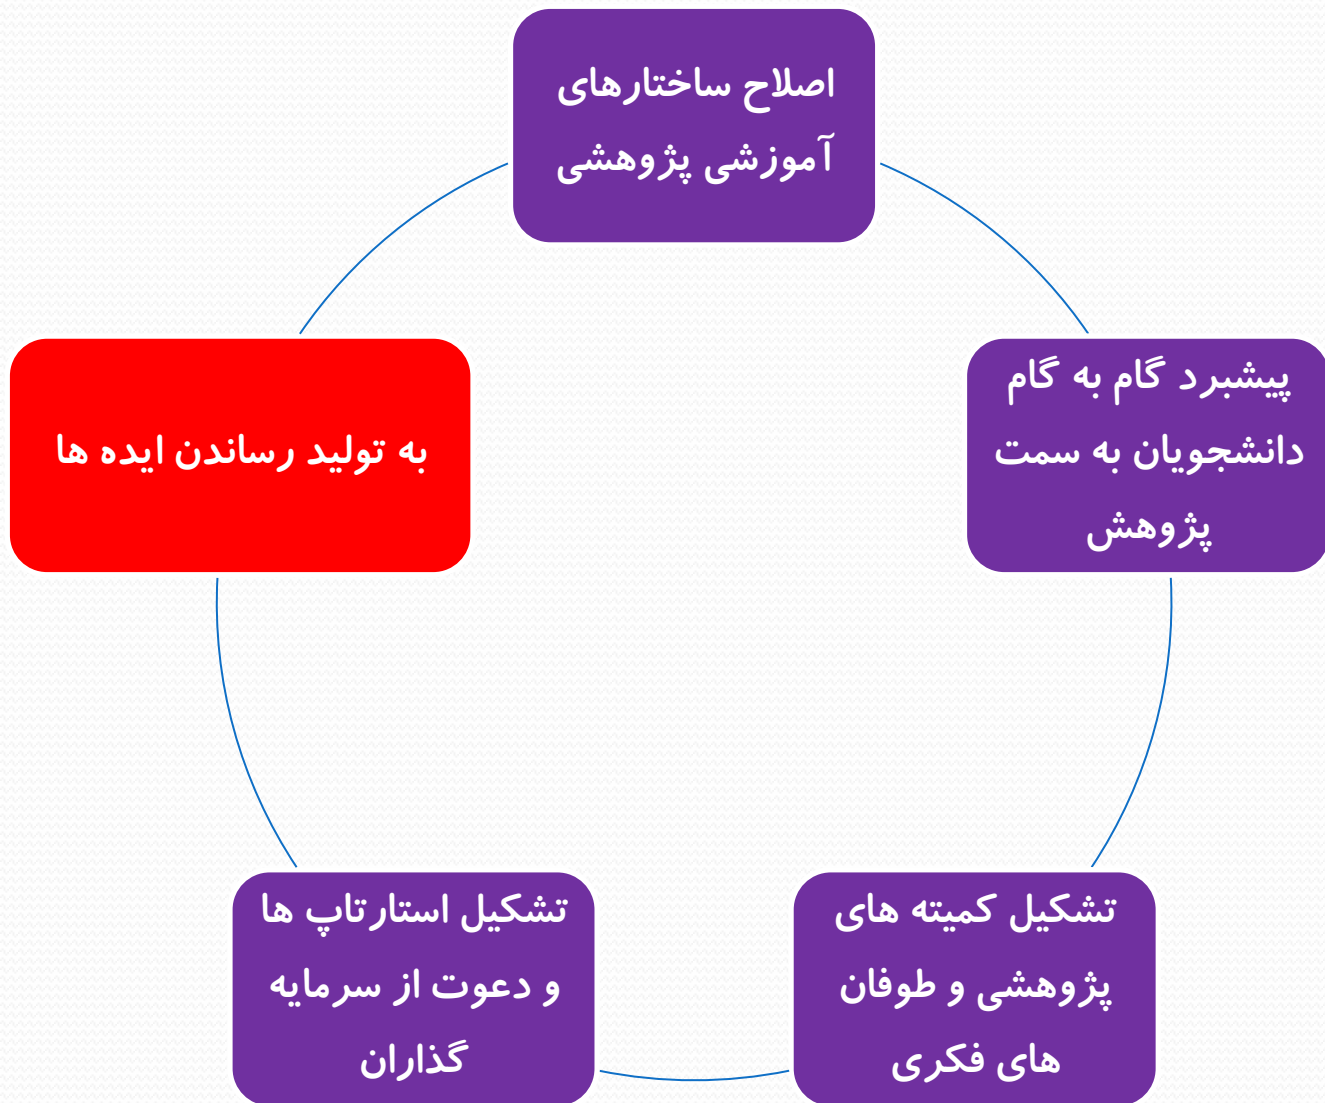 اصلاح ساختارهای
آموزشی پژوهشی
پیشبرد گام به گام
دانشجویان به سمت
پژوهش
تشکیل کمیته های
پژوهشی و طوفان
های فکری
تشکیل استارتاپ ها
و دعوت از سرمایه
گذاران
به تولید رساندن ایده ها